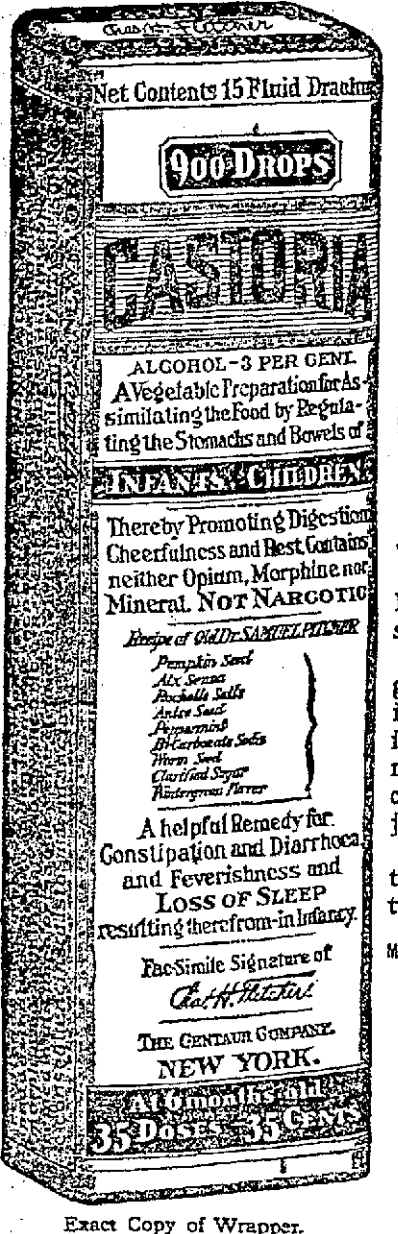 Chas. H. Fletcher
Net Contents 15 Fluid Drachm
900 DROPS
CASTORIA
ALCOHOL-3 PER CENT.
A Vegetable Preparation for As-
similating the Food by Regula-
ting the Stomachs and Bowels of
INFANTS & CHILDREN
Thereby Promoting Digestion
Cheerfulness and Rest. Contains
neither Opium, Morphine nor
Mineral. NOT NARCOTIC
Recipe of Old Dr. SAMUEL PITCHER
Pumpkin Seed
Alx Senna
Rochelle Salts
Anise Seed
Peppermint
Bi-Carbonate Soda
Worm Seed
Clarified Sugar
Wintergreen Flavor
A helpful Remedy for
Constipation and Diarrhoea,
and Feverishness and
LOSS OF SLEEP
resulting therefrom-in Infancy.
Fac-Simile Signature of
Chas. H. Fletcher.
THE CENTAUR COMPANY.
NEW YORK.
At 6 months old
35 DOSES - 35 CENTS
Exact Copy of Wrapper.